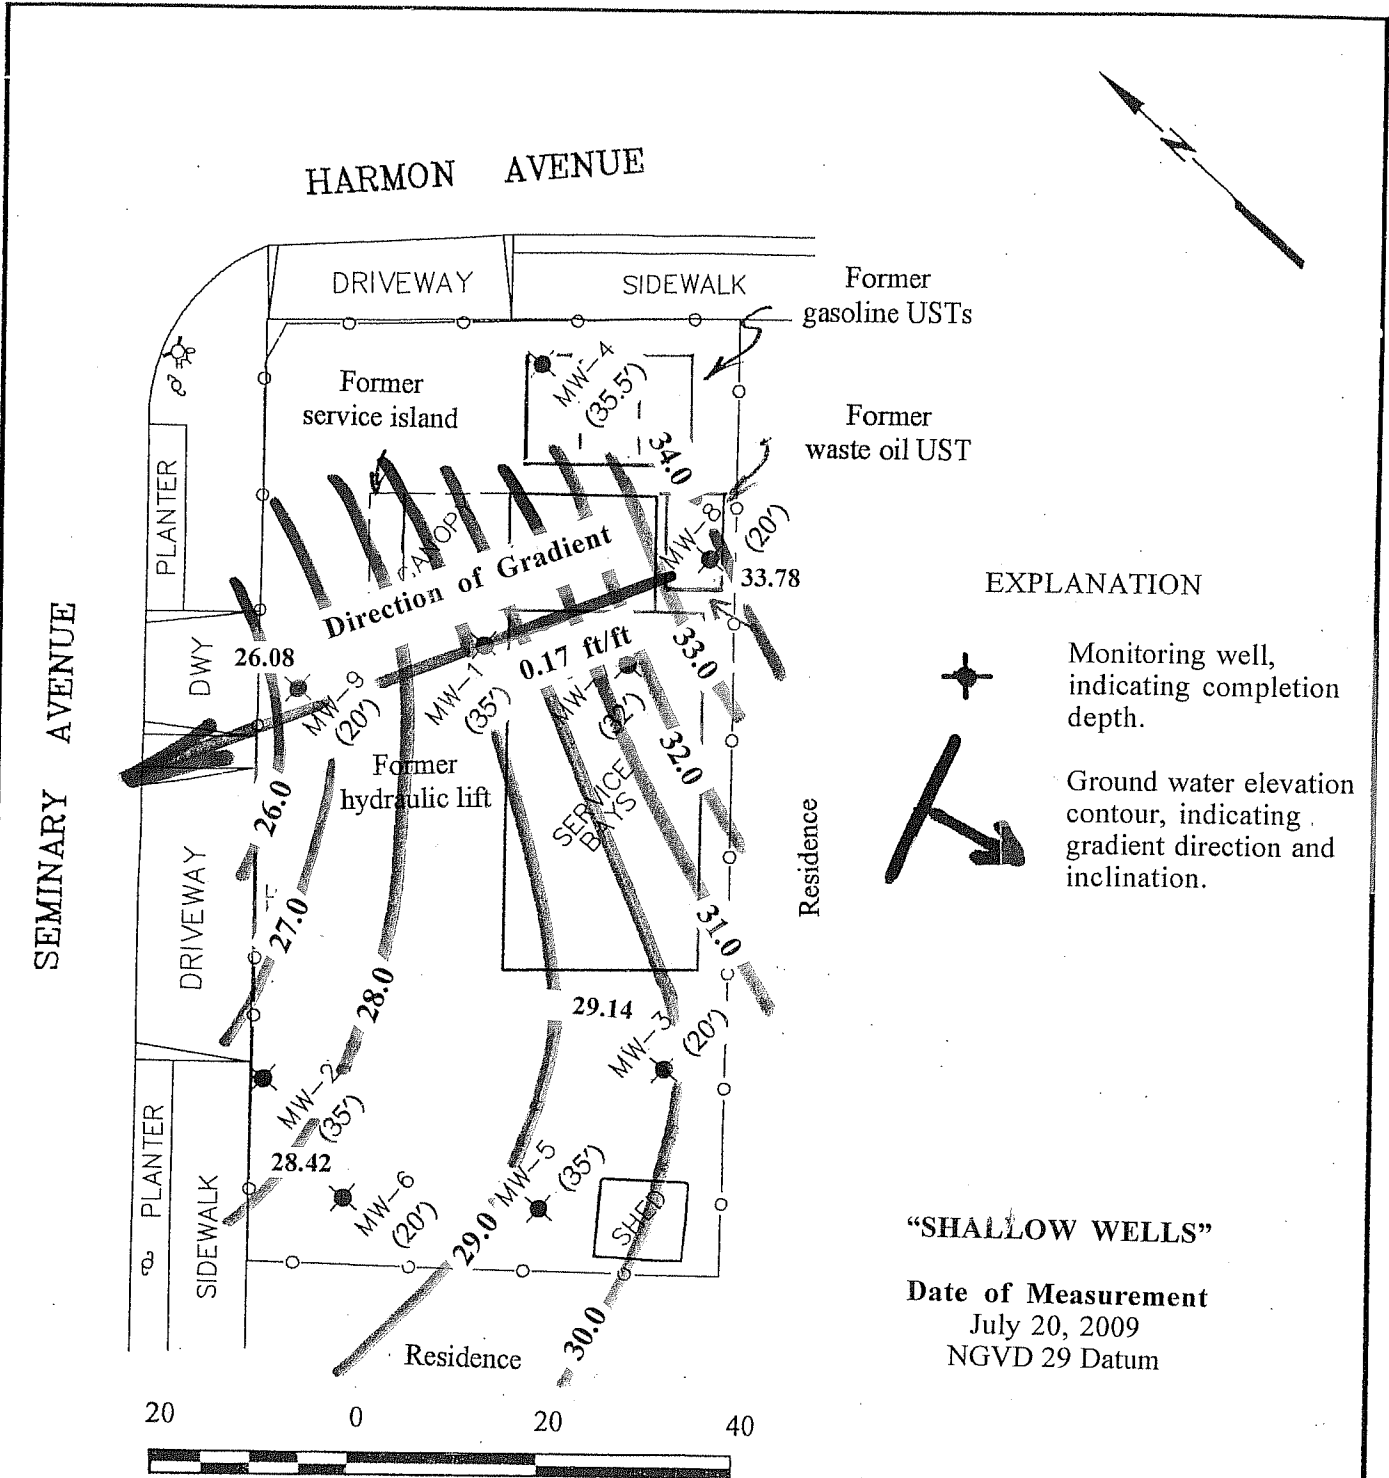 HARMON AVENUE
N
DRIVEWAY
SIDEWALK
Former
gasoline USTs
MW-4
(35.5')
Former
service island
Former
waste oil UST
34.0
PLANTER
CANOPY
MW-8
(20')
33.78
Direction of Gradient
0.17 ft/ft
EXPLANATION
Monitoring well,
indicating completion
depth.
Ground water elevation
contour, indicating
gradient direction and
inclination.
SEMINARY AVENUE
DWY
26.08
MW-9
(20')
MW-1
(35')
(32')
33.0
32.0
Former
hydraulic lift
26.0
SERVICE
BAYS
Residence
DRIVEWAY
27.0
28.0
31.0
29.14
MW-3
(20')
MW-2
(35')
28.42
MW-6
(20')
MW-5
(35')
29.0
SHED
30.0
PLANTER
SIDEWALK
Residence
"SHALLOW WELLS"
Date of Measurement
July 20, 2009
NGVD 29 Datum
20 0 20 40